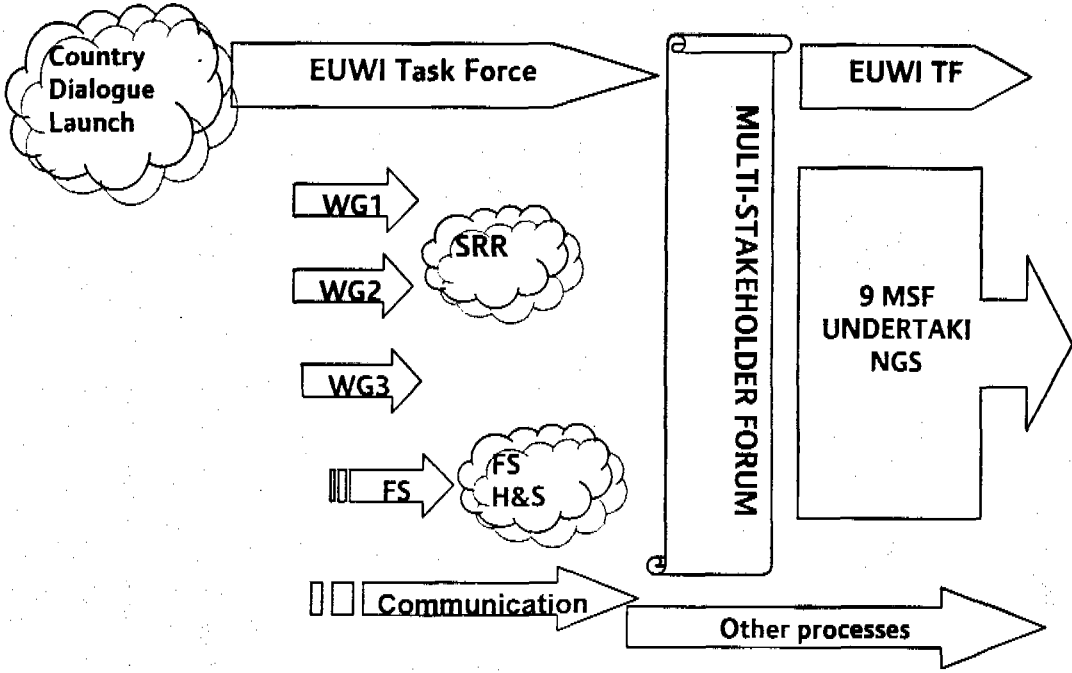 Country
Dialogue
Launch
EUWI Task Force
EUWI TF
WG1
SRR
WG2
WG3
FS
FS
H&S
Communication
MULTI-STAKEHOLDER FORUM
9 MSF
UNDERTAKI
NGS
Other processes